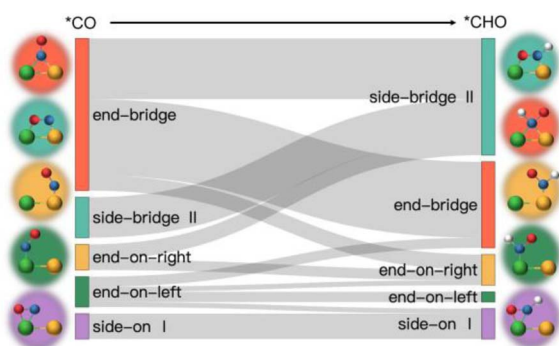 *CO
*CHO
end-bridge
side-bridge II
end-on-right
end-on-left
side-on I
side-bridge II
end-bridge
end-on-right
end-on-left
side-on I